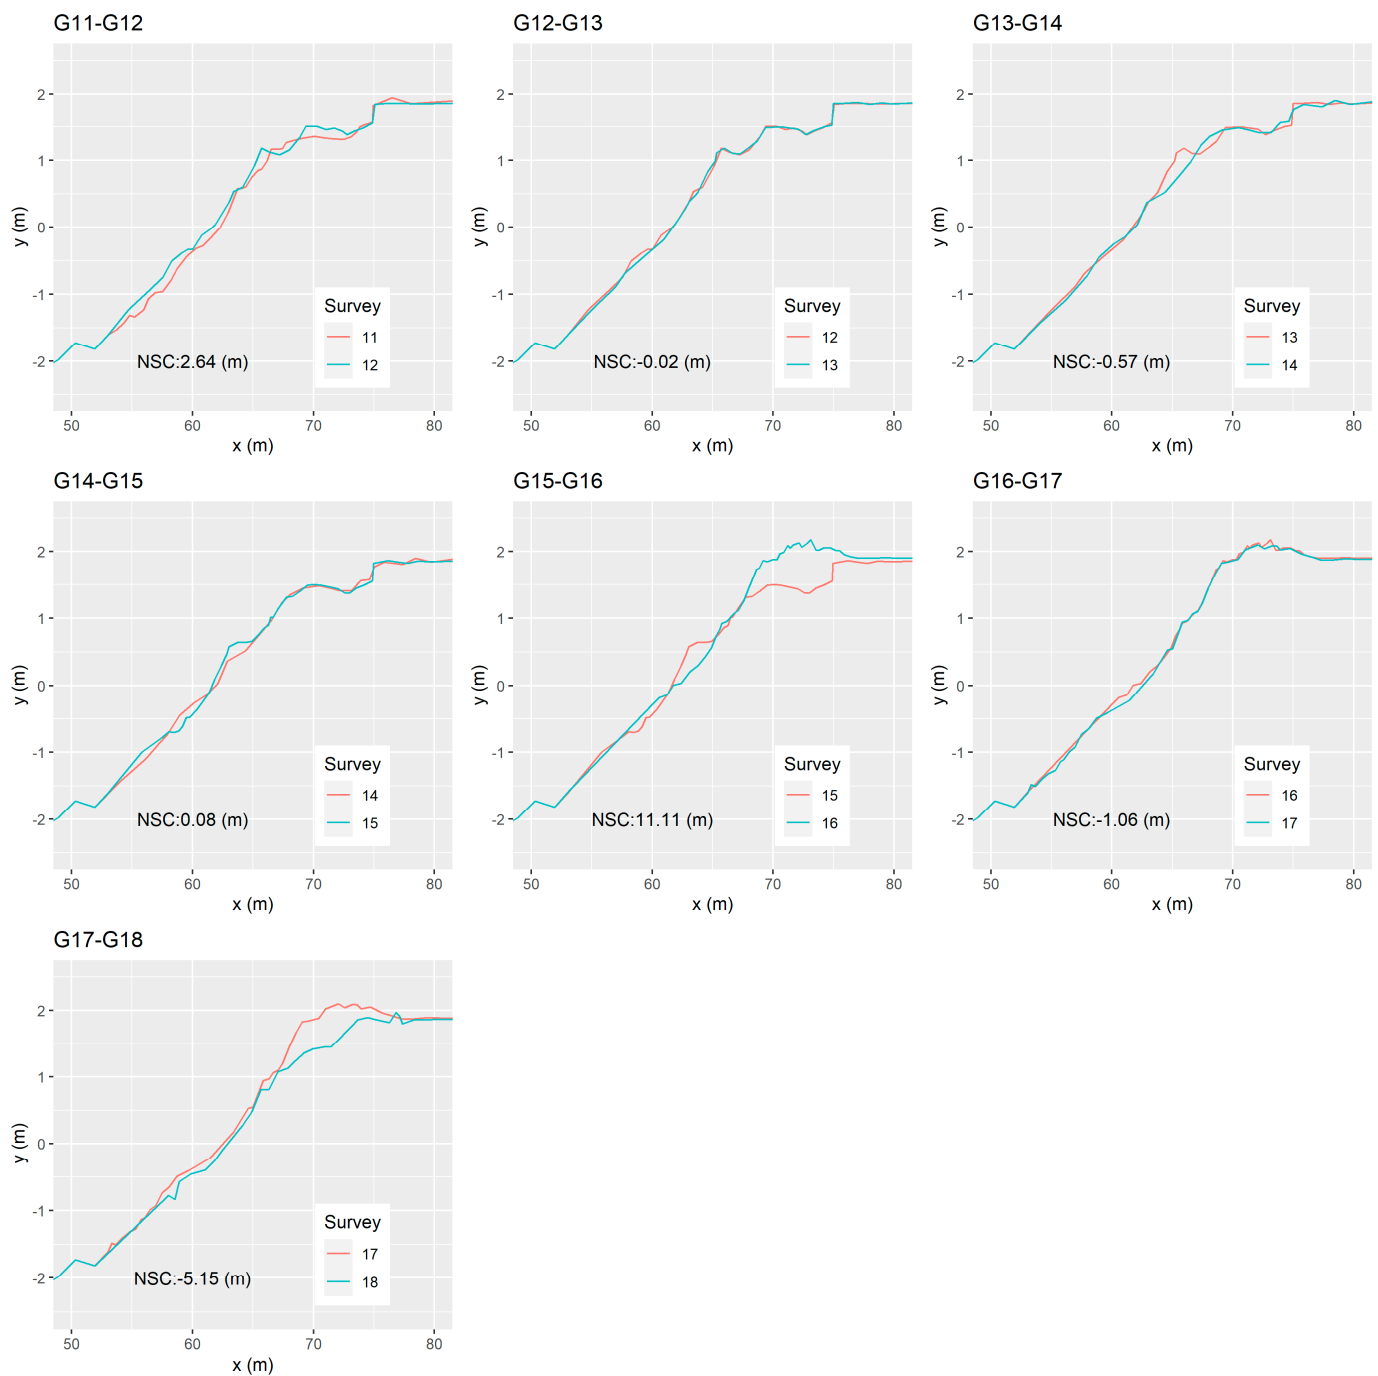 G11-G12
G12-G13
G13-G14
y (m)
2
1
0
-1
-2
Survey
11
12
NSC:2.64 (m)
50 60 70 80
x (m)
y (m)
2
1
0
-1
-2
Survey
12
13
NSC:-0.02 (m)
50 60 70 80
x (m)
y (m)
2
1
0
-1
-2
Survey
13
14
NSC:-0.57 (m)
50 60 70 80
x (m)
G14-G15
G15-G16
G16-G17
y (m)
2
1
0
-1
-2
Survey
14
15
NSC:0.08 (m)
50 60 70 80
x (m)
y (m)
2
1
0
-1
-2
Survey
15
16
NSC:11.11 (m)
50 60 70 80
x (m)
y (m)
2
1
0
-1
-2
Survey
16
17
NSC:-1.06 (m)
50 60 70 80
x (m)
G17-G18
y (m)
2
1
0
-1
-2
Survey
17
18
NSC:-5.15 (m)
50 60 70 80
x (m)